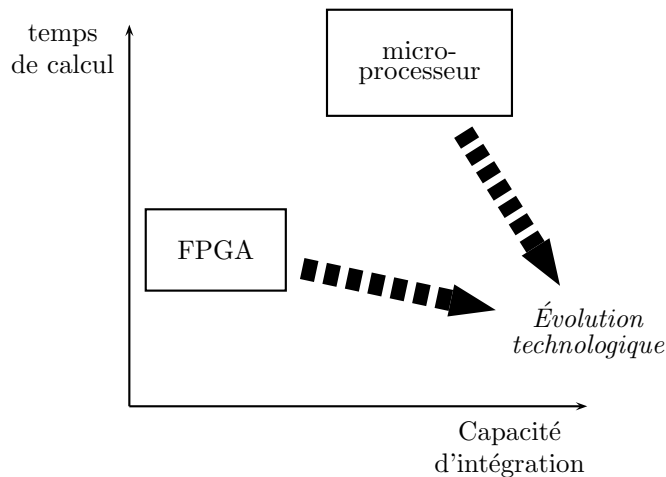 temps
de calcul
micro-
processeur
FPGA
Évolution
technologique
Capacité
d'intégration